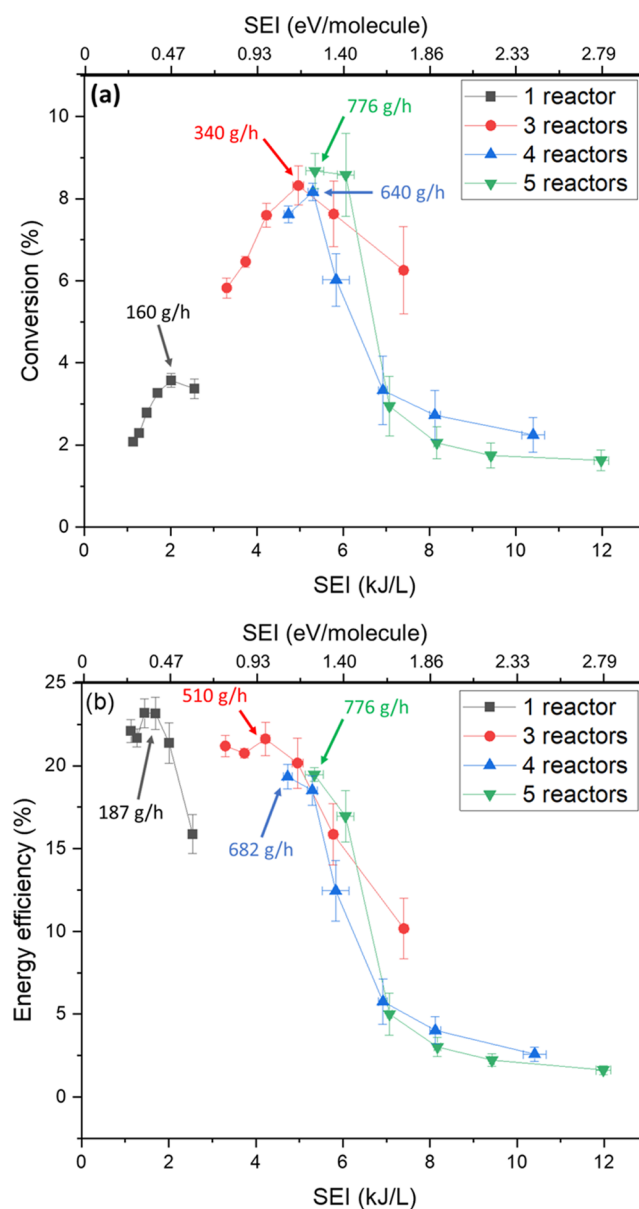 SEI (eV/molecule)
0 0.47 0.93 1.40 1.86 2.33 2.79
(a)
1 reactor
3 reactors
4 reactors
5 reactors
776 g/h
340 g/h
640 g/h
160 g/h
Conversion (%)
10
8
6
4
2
0
0 2 4 6 8 10 12
SEI (kJ/L)
SEI (eV/molecule)
0 0.47 0.93 1.40 1.86 2.33 2.79
(b)
1 reactor
3 reactors
4 reactors
5 reactors
510 g/h
776 g/h
187 g/h
682 g/h
Energy efficiency (%)
25
20
15
10
5
0
0 2 4 6 8 10 12
SEI (kJ/L)